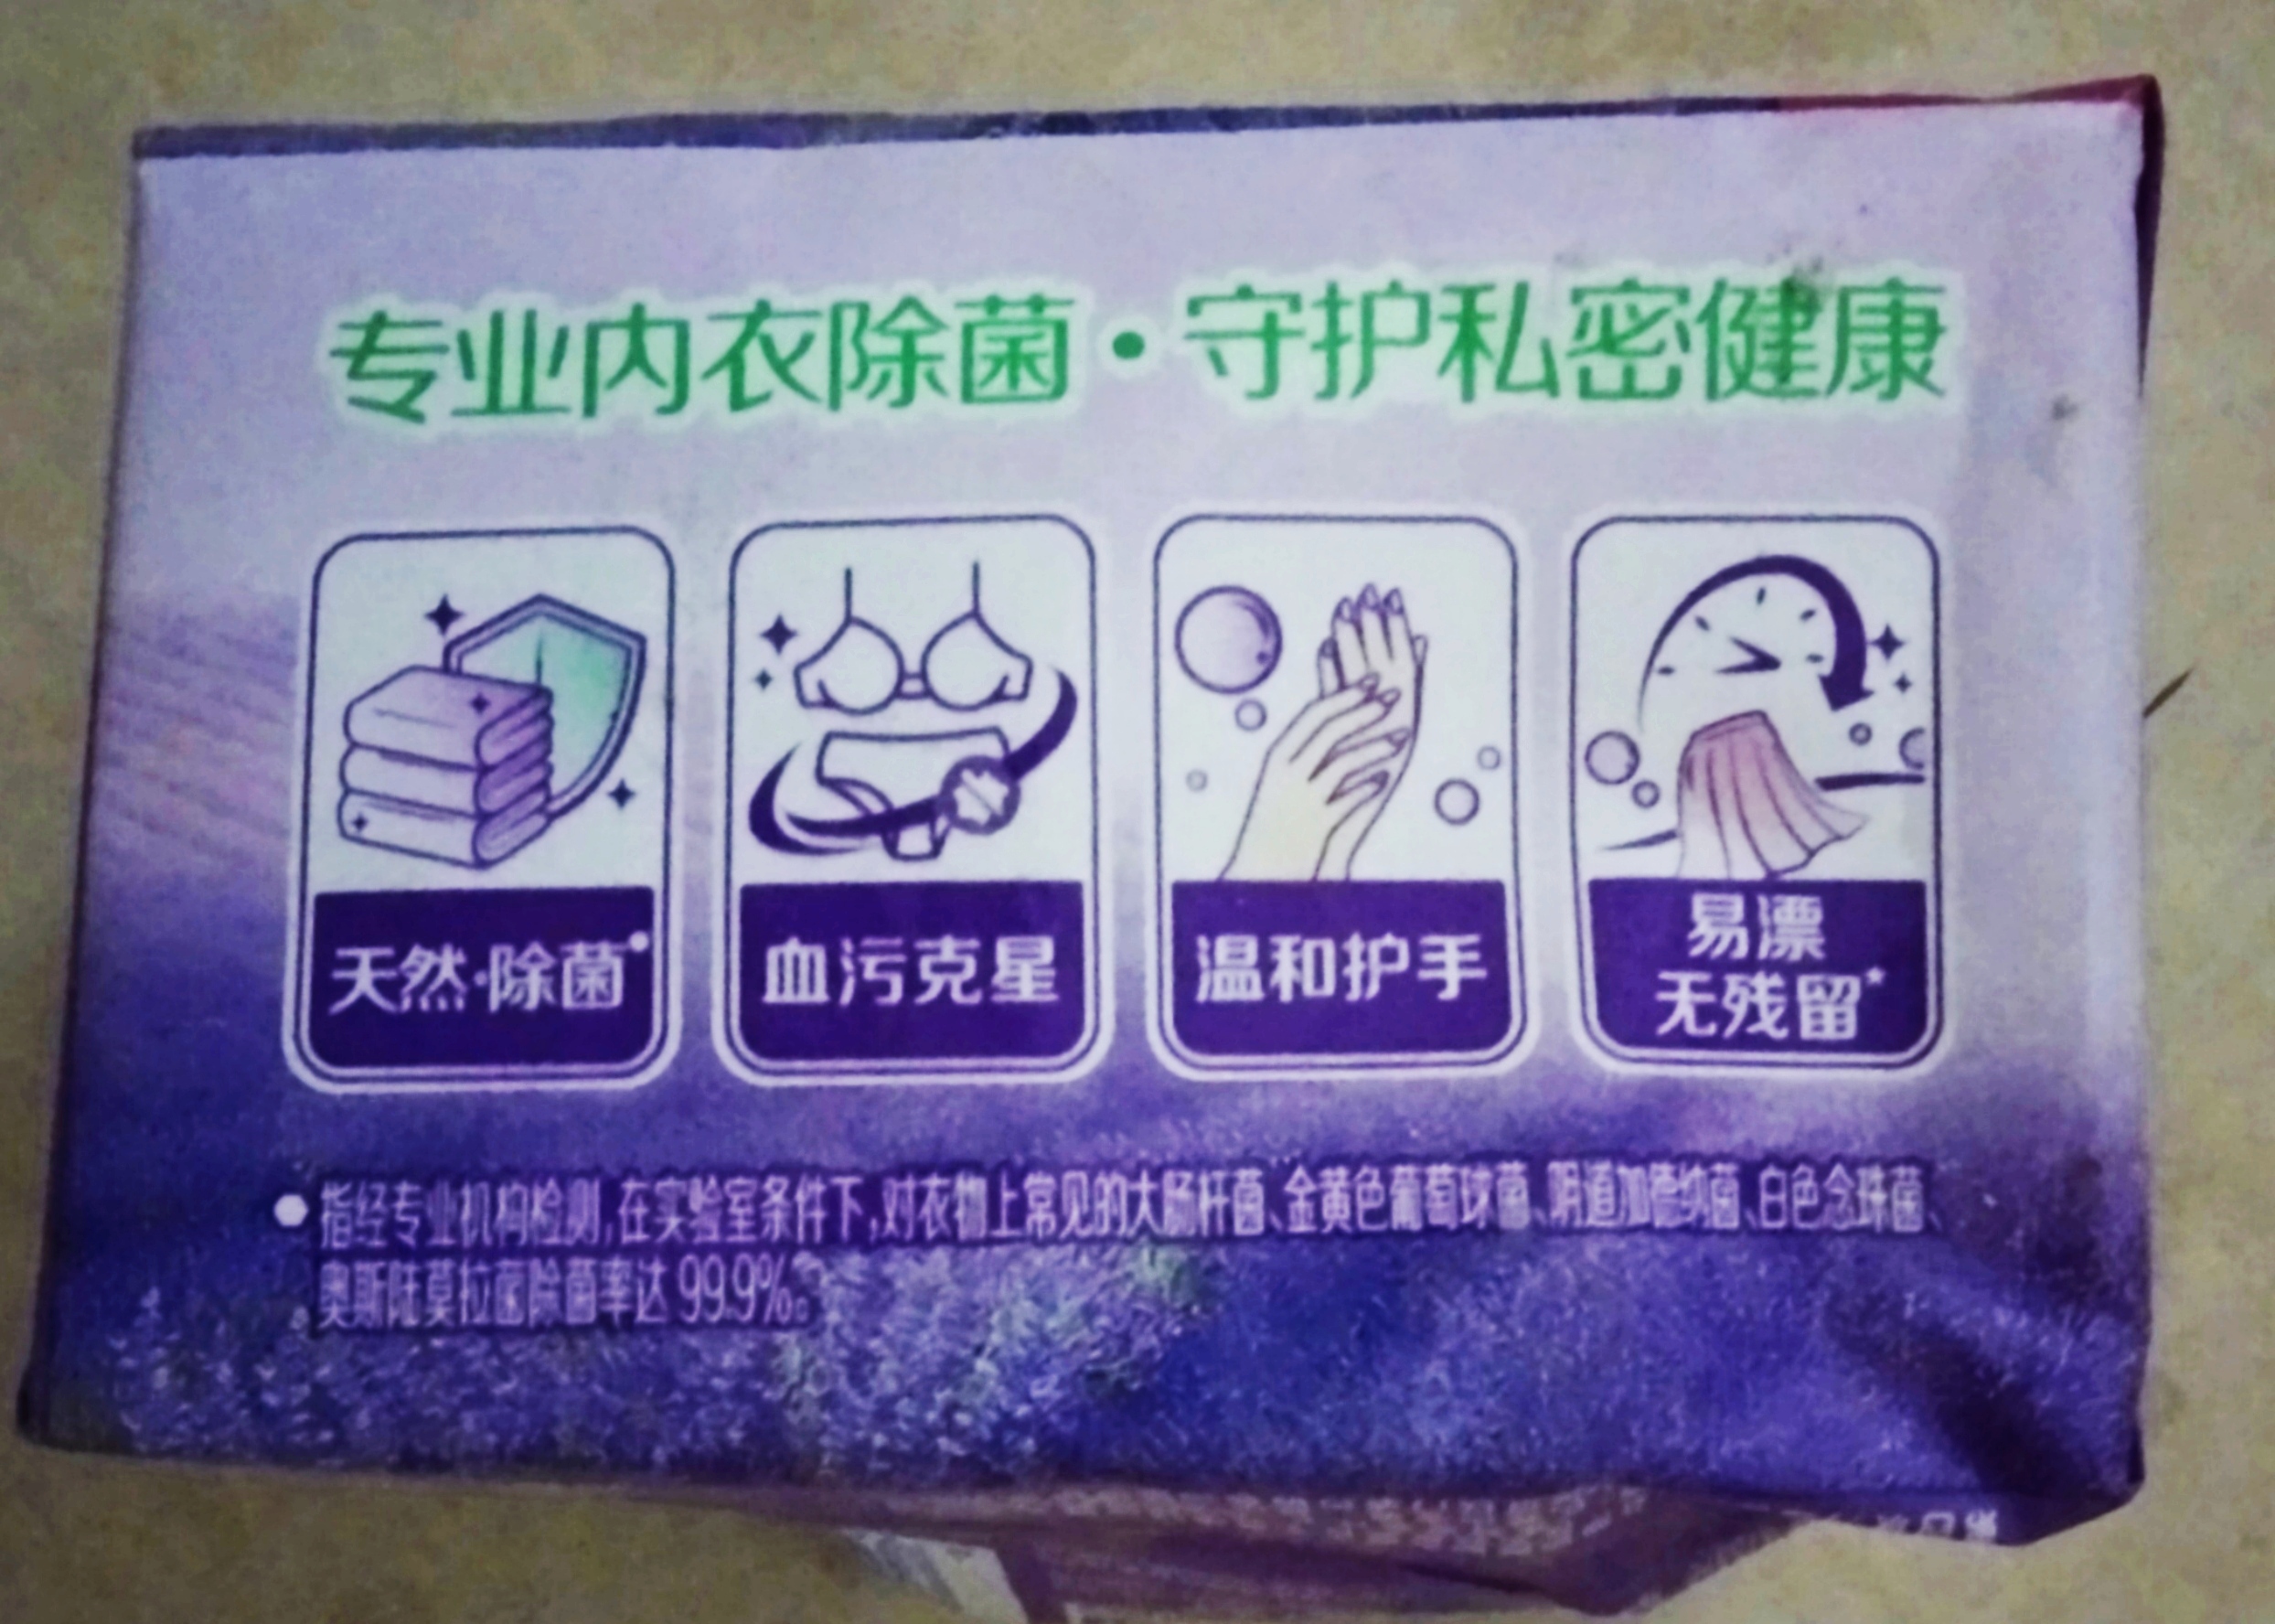 专业内衣除菌·守护私密健康
天然·除菌●
血污克星
温和护手
易漂
无残留*
●指经专业机构检测,在实验室条件下,对衣物上常见的大肠杆菌、金黄色葡萄球菌、阴道加德纳菌、白色念珠菌、
奥斯陆莫拉菌除菌率达 99.9%。